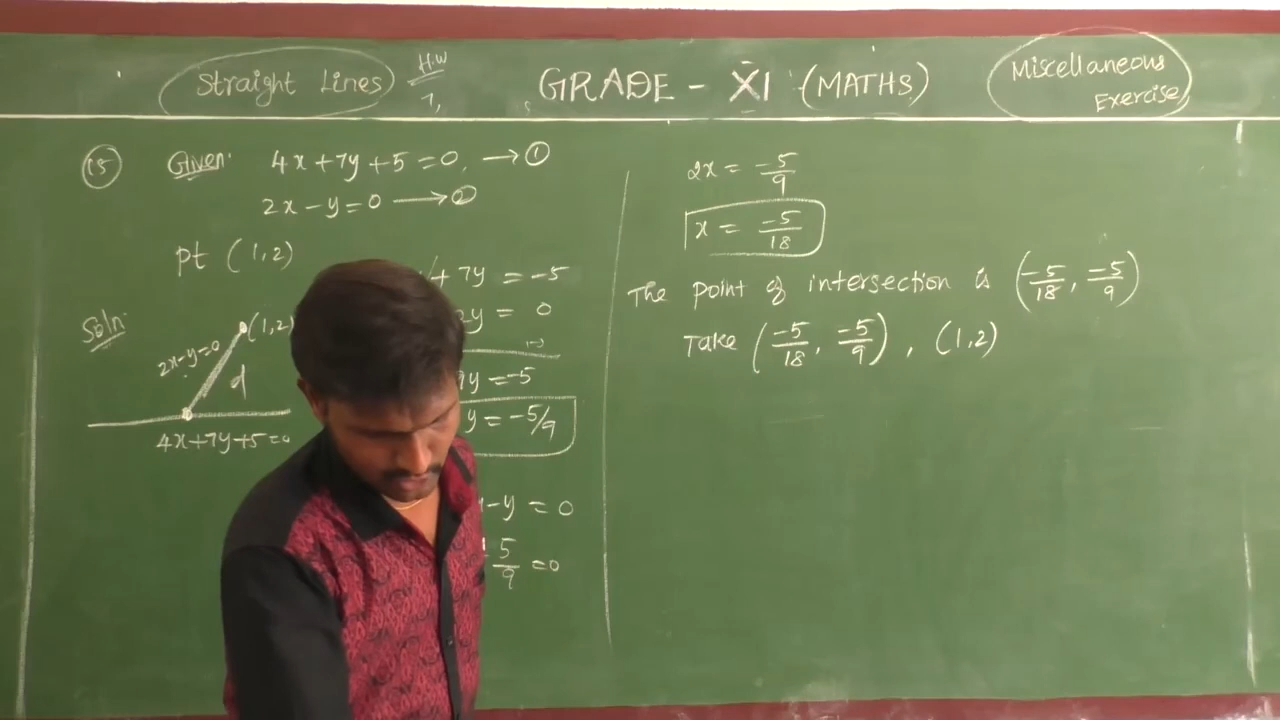 Straight Lines
H.W
1,
GRADE - XI (MATHS)
Miscellaneous
Exercise
15
Given:
4x + 7y + 5 = 0, → ①
2x - y = 0 → ②
pt (1,2)
Soln:
(1,2)
2x-y=0
d
4x+7y+5=0
+ 7y = -5
2y = 0
9y = -5
y = -5/9
-y = 0
5/9 = 0
2x = -5/9
x = -5/18
The point of intersection is (-5/18, -5/9)
Take (-5/18, -5/9), (1,2)